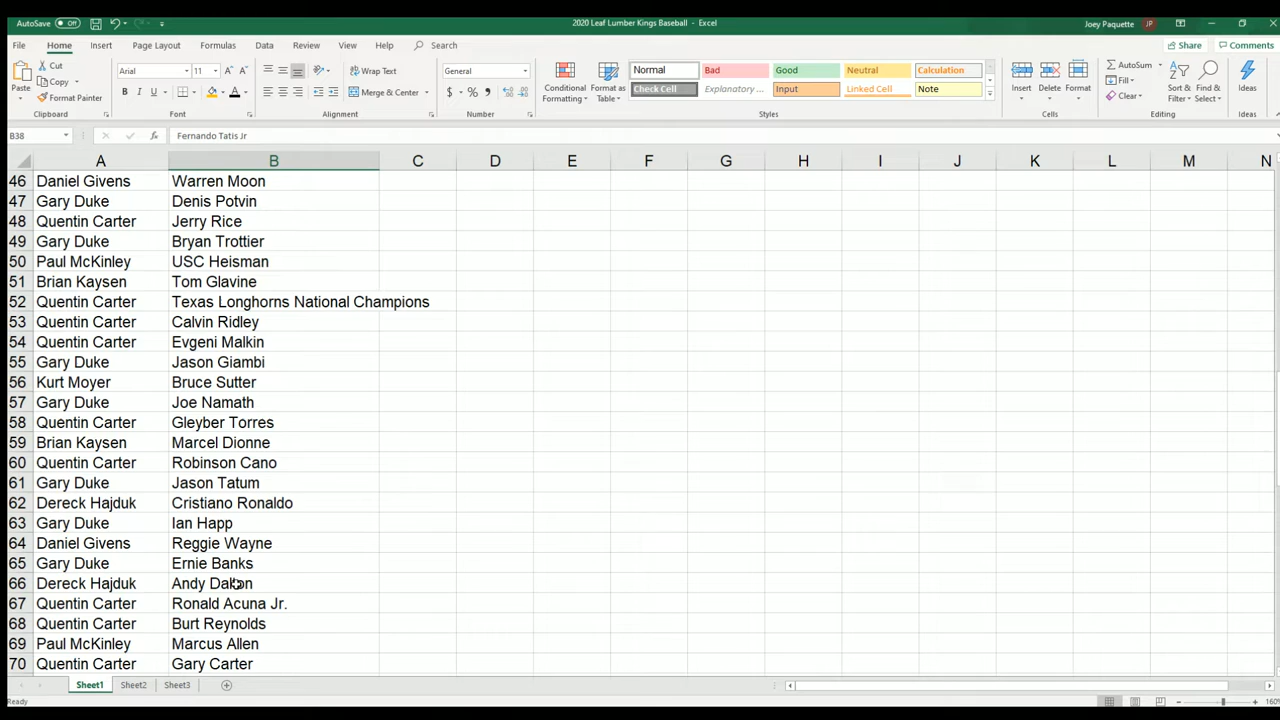 AutoSave Off 2020 Leaf Lumber Kings Baseball - Excel Joey Paquette JP
File Home Insert Page Layout Formulas Data Review View Help Search Share Comments
Cut Arial 11 Wrap Text General Normal Bad Good Neutral Calculation AutoSum
Copy Fill
Paste Format Painter B I U Merge & Center $ % Conditional Formatting Format as Table Check Cell Explanatory ... Input Linked Cell Note Insert Delete Format Clear Sort & Filter Find & Select Ideas
Clipboard Font Alignment Number Styles Cells Editing Ideas
B38 fx Fernando Tatis Jr
A B C D E F G H I J K L M N
46 Daniel Givens Warren Moon
47 Gary Duke Denis Potvin
48 Quentin Carter Jerry Rice
49 Gary Duke Bryan Trottier
50 Paul McKinley USC Heisman
51 Brian Kaysen Tom Glavine
52 Quentin Carter Texas Longhorns National Champions
53 Quentin Carter Calvin Ridley
54 Quentin Carter Evgeni Malkin
55 Gary Duke Jason Giambi
56 Kurt Moyer Bruce Sutter
57 Gary Duke Joe Namath
58 Quentin Carter Gleyber Torres
59 Brian Kaysen Marcel Dionne
60 Quentin Carter Robinson Cano
61 Gary Duke Jason Tatum
62 Dereck Hajduk Cristiano Ronaldo
63 Gary Duke Ian Happ
64 Daniel Givens Reggie Wayne
65 Gary Duke Ernie Banks
66 Dereck Hajduk Andy Dalton
67 Quentin Carter Ronald Acuna Jr.
68 Quentin Carter Burt Reynolds
69 Paul McKinley Marcus Allen
70 Quentin Carter Gary Carter
Sheet1 Sheet2 Sheet3
Ready 160%